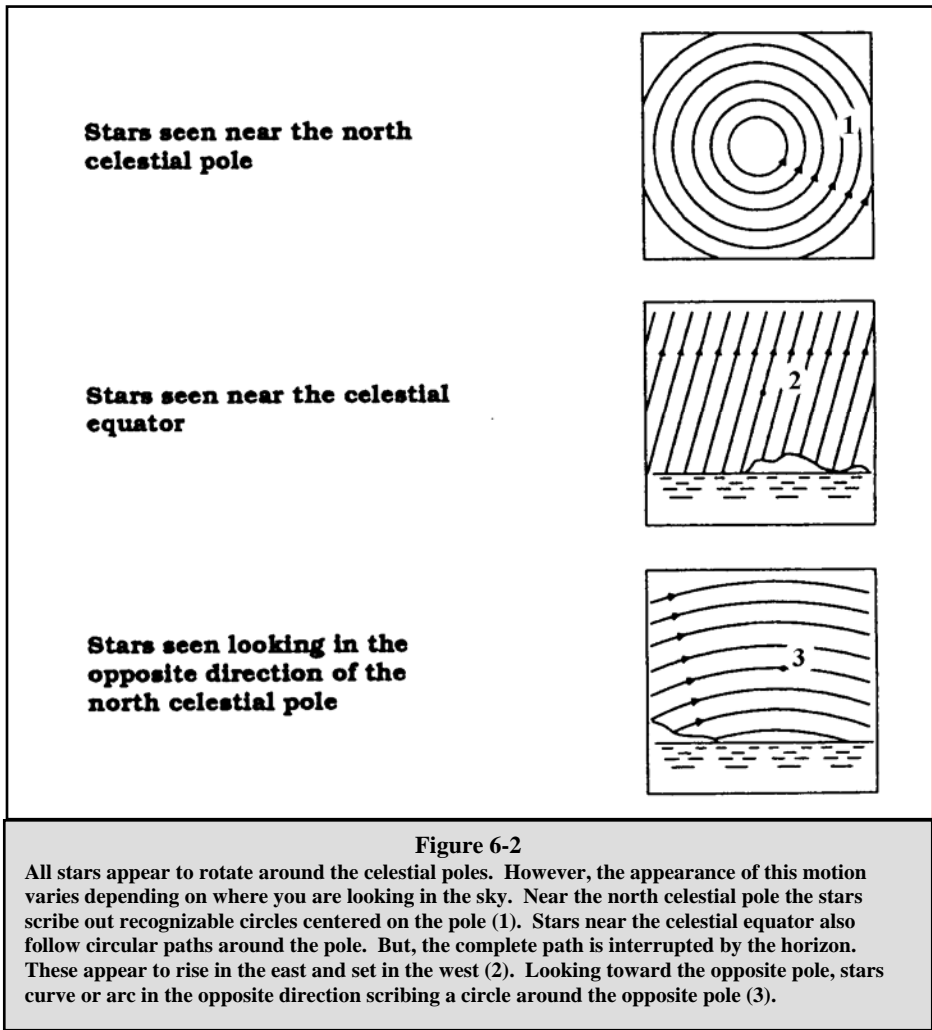 Stars seen near the north
celestial pole
1
Stars seen near the celestial
equator
2
Stars seen looking in the
opposite direction of the
north celestial pole
3
Figure 6-2
All stars appear to rotate around the celestial poles. However, the appearance of this motion
varies depending on where you are looking in the sky. Near the north celestial pole the stars
scribe out recognizable circles centered on the pole (1). Stars near the celestial equator also
follow circular paths around the pole. But, the complete path is interrupted by the horizon.
These appear to rise in the east and set in the west (2). Looking toward the opposite pole, stars
curve or arc in the opposite direction scribing a circle around the opposite pole (3).